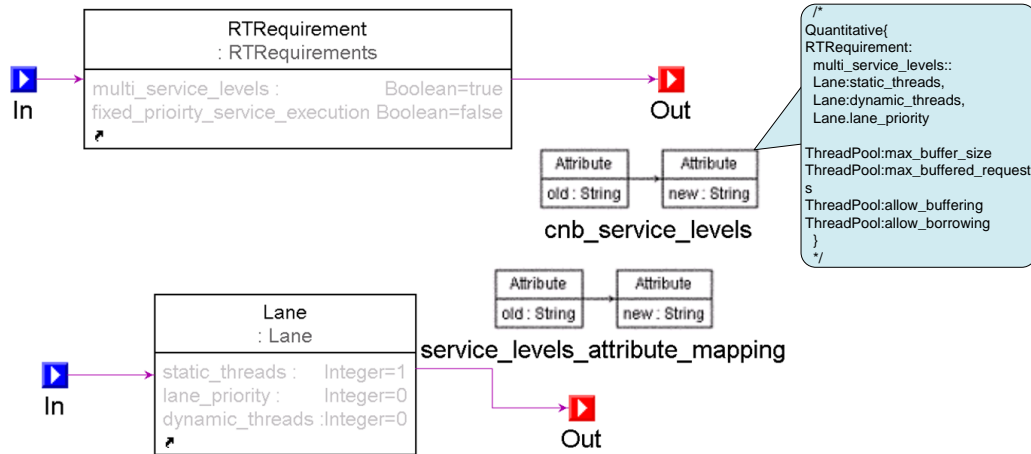 RTRequirement
: RTRequirements
multi_service_levels : Boolean=true
fixed_prioirty_service_execution Boolean=false
In
Out
/*
Quantitative{
RTRequirement:
multi_service_levels::
Lane:static_threads,
Lane:dynamic_threads,
Lane.lane_priority
ThreadPool:max_buffer_size
ThreadPool:max_buffered_request
s
ThreadPool:allow_buffering
ThreadPool:allow_borrowing
}
*/
Attribute
old : String
Attribute
new : String
cnb_service_levels
Attribute
old : String
Attribute
new : String
service_levels_attribute_mapping
Lane
: Lane
static_threads : Integer=1
lane_priority : Integer=0
dynamic_threads :Integer=0
In
Out